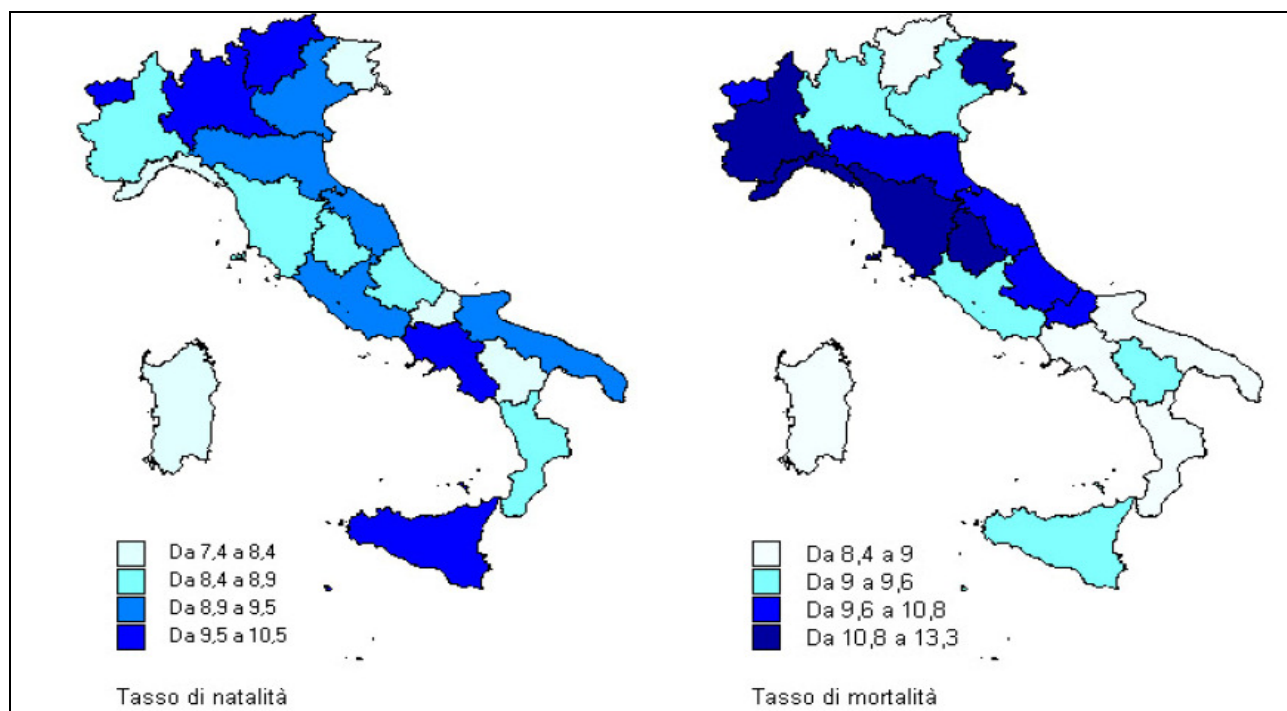 Da 7,4 a 8,4
Da 8,4 a 8,9
Da 8,9 a 9,5
Da 9,5 a 10,5
Tasso di natalità
Da 8,4 a 9
Da 9 a 9,6
Da 9,6 a 10,8
Da 10,8 a 13,3
Tasso di mortalità